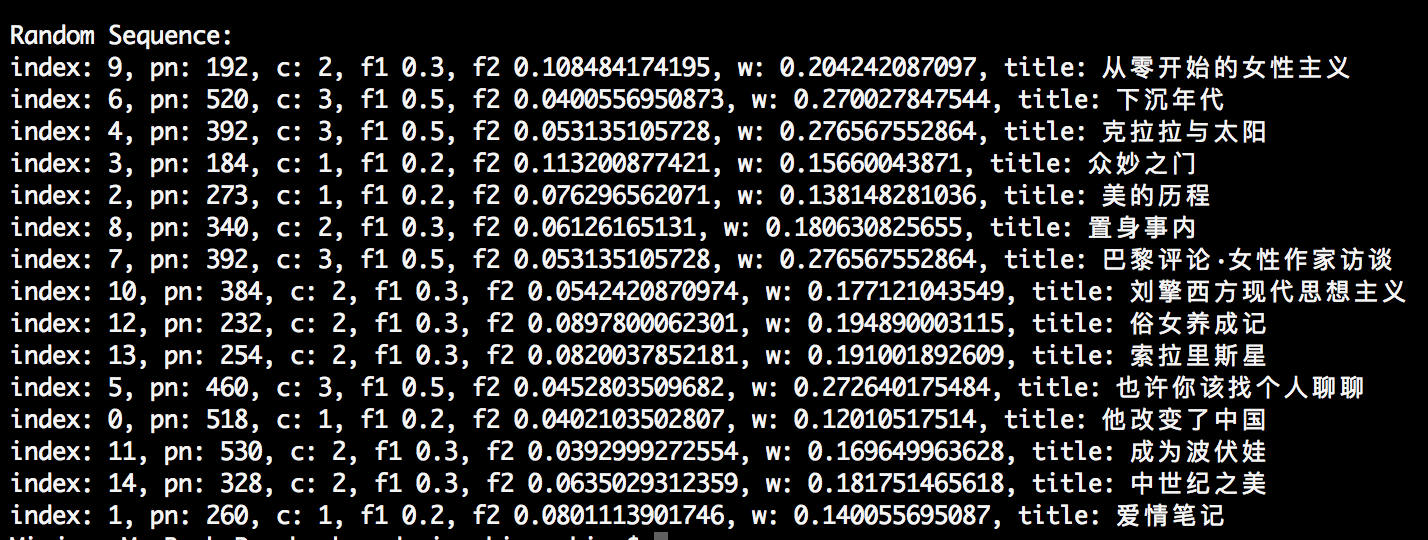 Random Sequence:
index: 9, pn: 192, c: 2, f1 0.3, f2 0.108484174195, w: 0.204242087097, title: 从零开始的女性主义
index: 6, pn: 520, c: 3, f1 0.5, f2 0.0400556950873, w: 0.270027847544, title: 下沉年代
index: 4, pn: 392, c: 3, f1 0.5, f2 0.053135105728, w: 0.276567552864, title: 克拉拉与太阳
index: 3, pn: 184, c: 1, f1 0.2, f2 0.113200877421, w: 0.15660043871, title: 众妙之门
index: 2, pn: 273, c: 1, f1 0.2, f2 0.076296562071, w: 0.138148281036, title: 美的历程
index: 8, pn: 340, c: 2, f1 0.3, f2 0.06126165131, w: 0.180630825655, title: 置身事内
index: 7, pn: 392, c: 3, f1 0.5, f2 0.053135105728, w: 0.276567552864, title: 巴黎评论·女性作家访谈
index: 10, pn: 384, c: 2, f1 0.3, f2 0.0542420870974, w: 0.177121043549, title: 刘擎西方现代思想主义
index: 12, pn: 232, c: 2, f1 0.3, f2 0.0897800062301, w: 0.194890003115, title: 俗女养成记
index: 13, pn: 254, c: 2, f1 0.3, f2 0.0820037852181, w: 0.191001892609, title: 索拉里斯星
index: 5, pn: 460, c: 3, f1 0.5, f2 0.0452803509682, w: 0.272640175484, title: 也许你该找个人聊聊
index: 0, pn: 518, c: 1, f1 0.2, f2 0.0402103502807, w: 0.12010517514, title: 他改变了中国
index: 11, pn: 530, c: 2, f1 0.3, f2 0.0392999272554, w: 0.169649963628, title: 成为波伏娃
index: 14, pn: 328, c: 2, f1 0.3, f2 0.0635029312359, w: 0.181751465618, title: 中世纪之美
index: 1, pn: 260, c: 1, f1 0.2, f2 0.0801113901746, w: 0.140055695087, title: 爱情笔记